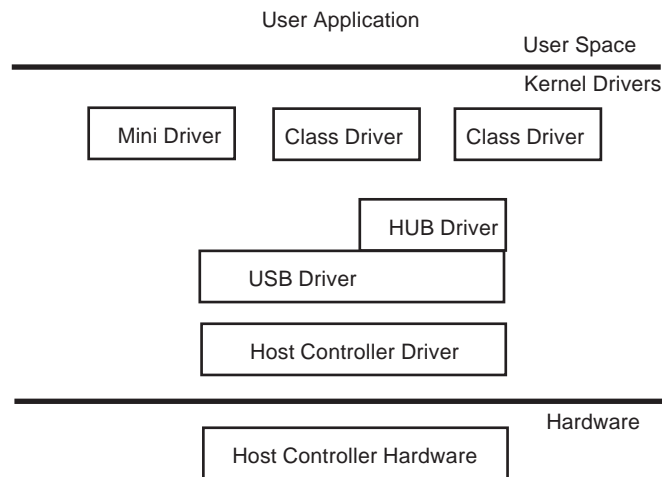 User Application
User Space
Kernel Drivers
Mini Driver
Class Driver
Class Driver
HUB Driver
USB Driver
Host Controller Driver
Hardware
Host Controller Hardware